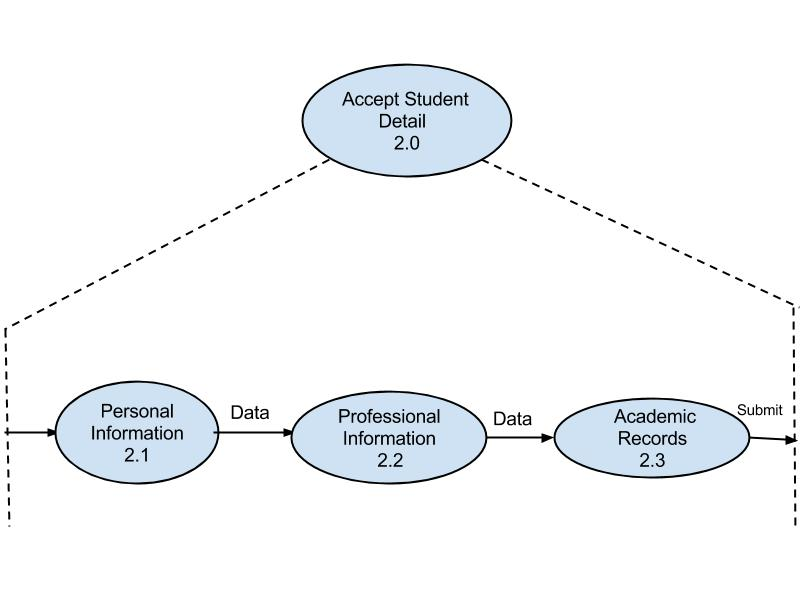 Accept Student
Detail
2.0
Personal
Information
2.1
Data
Professional
Information
2.2
Data
Academic
Records
2.3
Submit